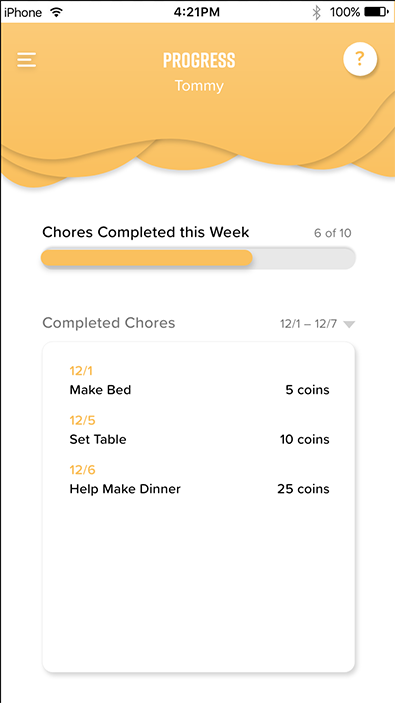 iPhone 4:21PM 100%
PROGRESS
?
Tommy
Chores Completed this Week 6 of 10
Completed Chores 12/1 – 12/7
12/1
Make Bed 5 coins
12/5
Set Table 10 coins
12/6
Help Make Dinner 25 coins